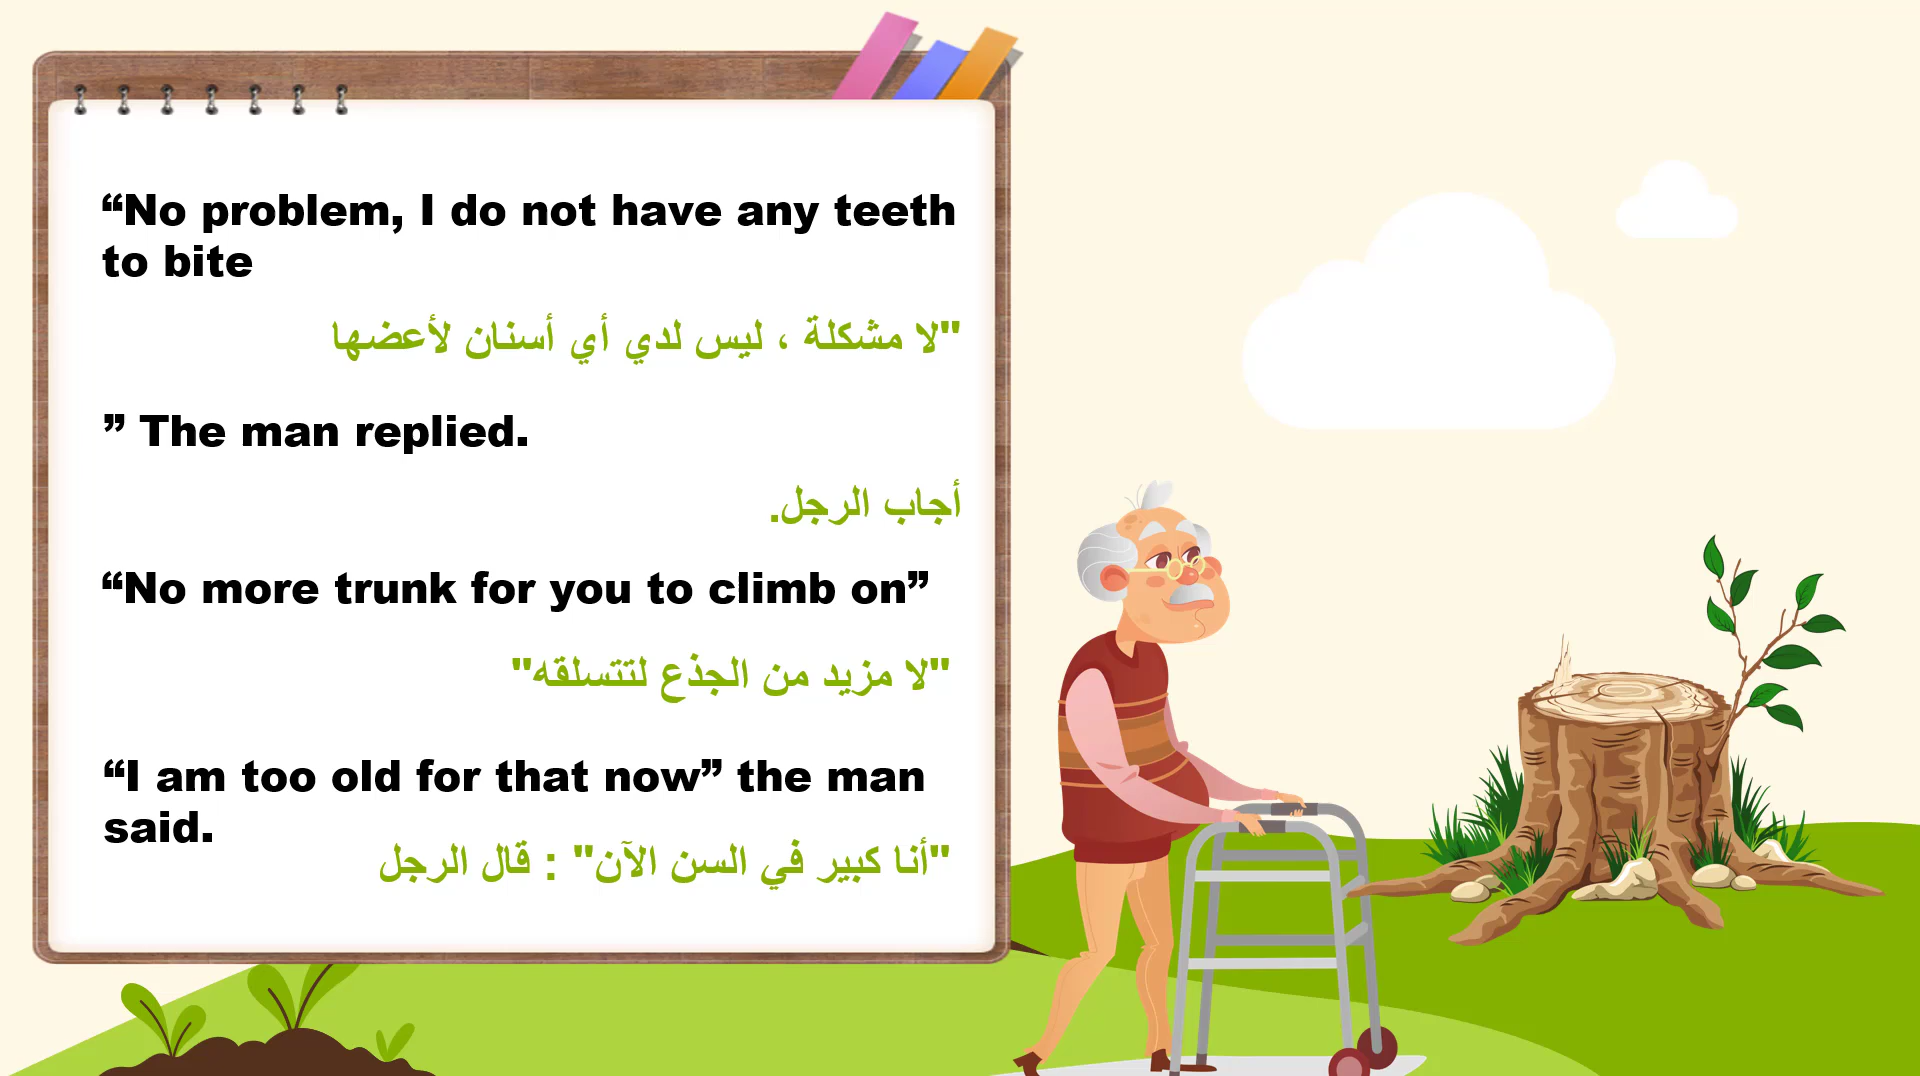 “No problem, I do not have any teeth
to bite
"لا مشكلة ، ليس لدي أي أسنان لأعضها
” The man replied.
أجاب الرجل.
“No more trunk for you to climb on”
"لا مزيد من الجذع لتتسلقه"
“I am too old for that now” the man
said.
"أنا كبير في السن الآن" : قال الرجل